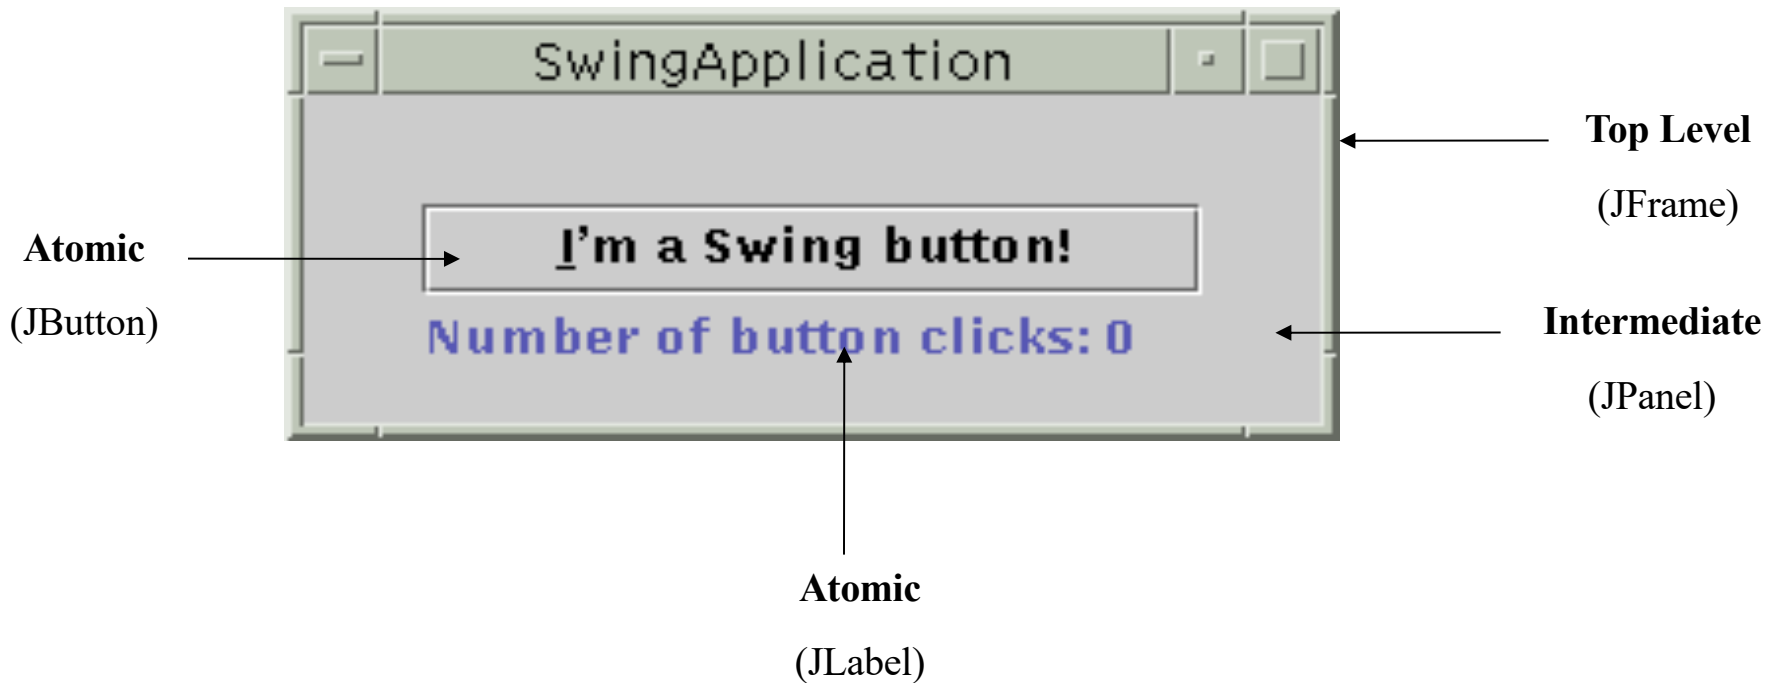 SwingApplication
Top Level
(JFrame)
I'm a Swing button!
Atomic
(JButton)
Number of button clicks: 0
Intermediate
(JPanel)
Atomic
(JLabel)